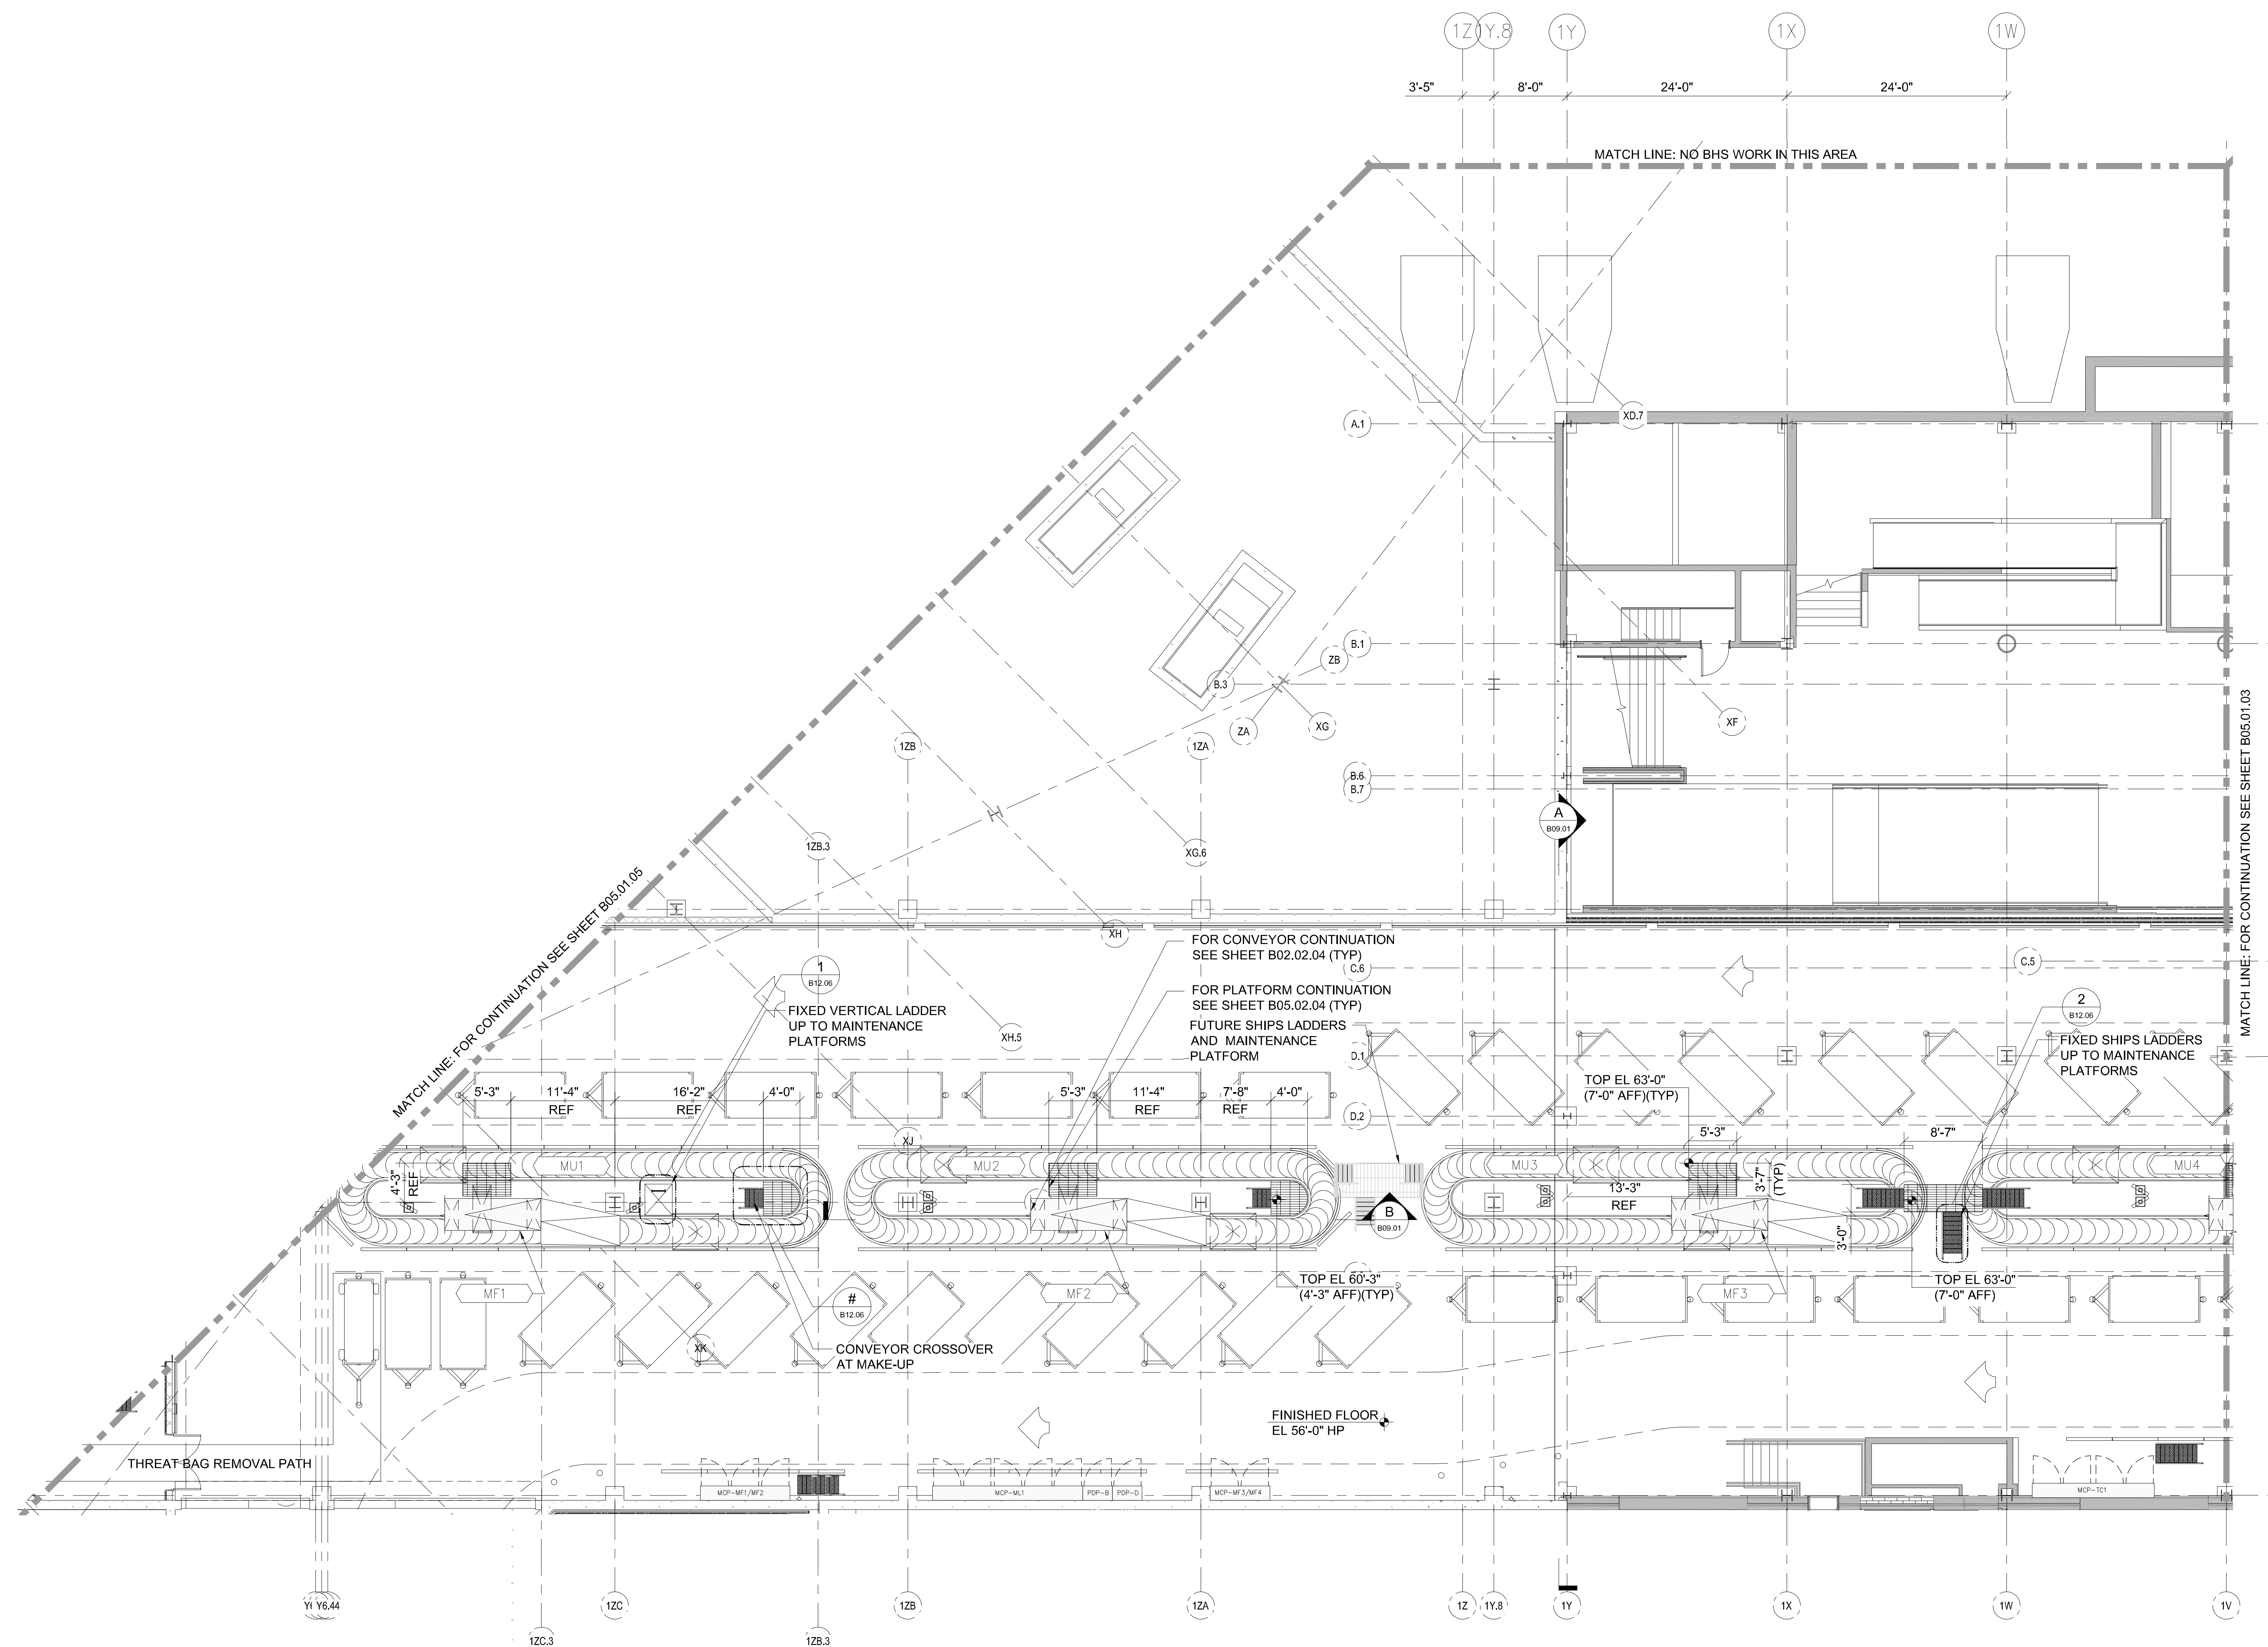 1Z
1Y.8
1Y
1X
1W
3'-5"
8'-0"
24'-0"
24'-0"
MATCH LINE: NO BHS WORK IN THIS AREA
XD.7
A.1
B.1
ZB
B.3
ZA
XG
XF
1ZB
1ZA
B.6
B.7
A
B09.01
1ZB.3
XG.6
MATCH LINE: FOR CONTINUATION SEE SHEET B05.01.05
MATCH LINE: FOR CONTINUATION SEE SHEET B05.01.03
XH
FOR CONVEYOR CONTINUATION
SEE SHEET B02.02.04 (TYP)
C.6
C.5
1
B12.06
FOR PLATFORM CONTINUATION
SEE SHEET B05.02.04 (TYP)
2
B12.06
FIXED VERTICAL LADDER
UP TO MAINTENANCE
PLATFORMS
XH.5
FUTURE SHIPS LADDERS
AND MAINTENANCE
PLATFORM
D.1
FIXED SHIPS LADDERS
UP TO MAINTENANCE
PLATFORMS
TOP EL 63'-0"
(7'-0" AFF)(TYP)
5'-3"
11'-4"
REF
16'-2"
REF
4'-0"
5'-3"
11'-4"
REF
7'-8"
REF
4'-0"
D.2
XJ
5'-3"
8'-7"
MU1
MU2
MU3
MU4
4'-3"
REF
13'-3"
REF
3'-7"
(TYP)
3'-0"
B
B09.01
MF1
MF2
MF3
TOP EL 60'-3"
(4'-3" AFF)(TYP)
TOP EL 63'-0"
(7'-0" AFF)
#
B12.06
XK
CONVEYOR CROSSOVER
AT MAKE-UP
FINISHED FLOOR
EL 56'-0" HP
THREAT BAG REMOVAL PATH
MCP-MF1/MF2
MCP-ML1
PDP-B
PDP-D
MCP-MF3/MF4
MCP-TC1
Y6.44
1ZC
1ZB
1ZA
1Z
1Y.8
1Y
1X
1W
1V
1ZC.3
1ZB.3